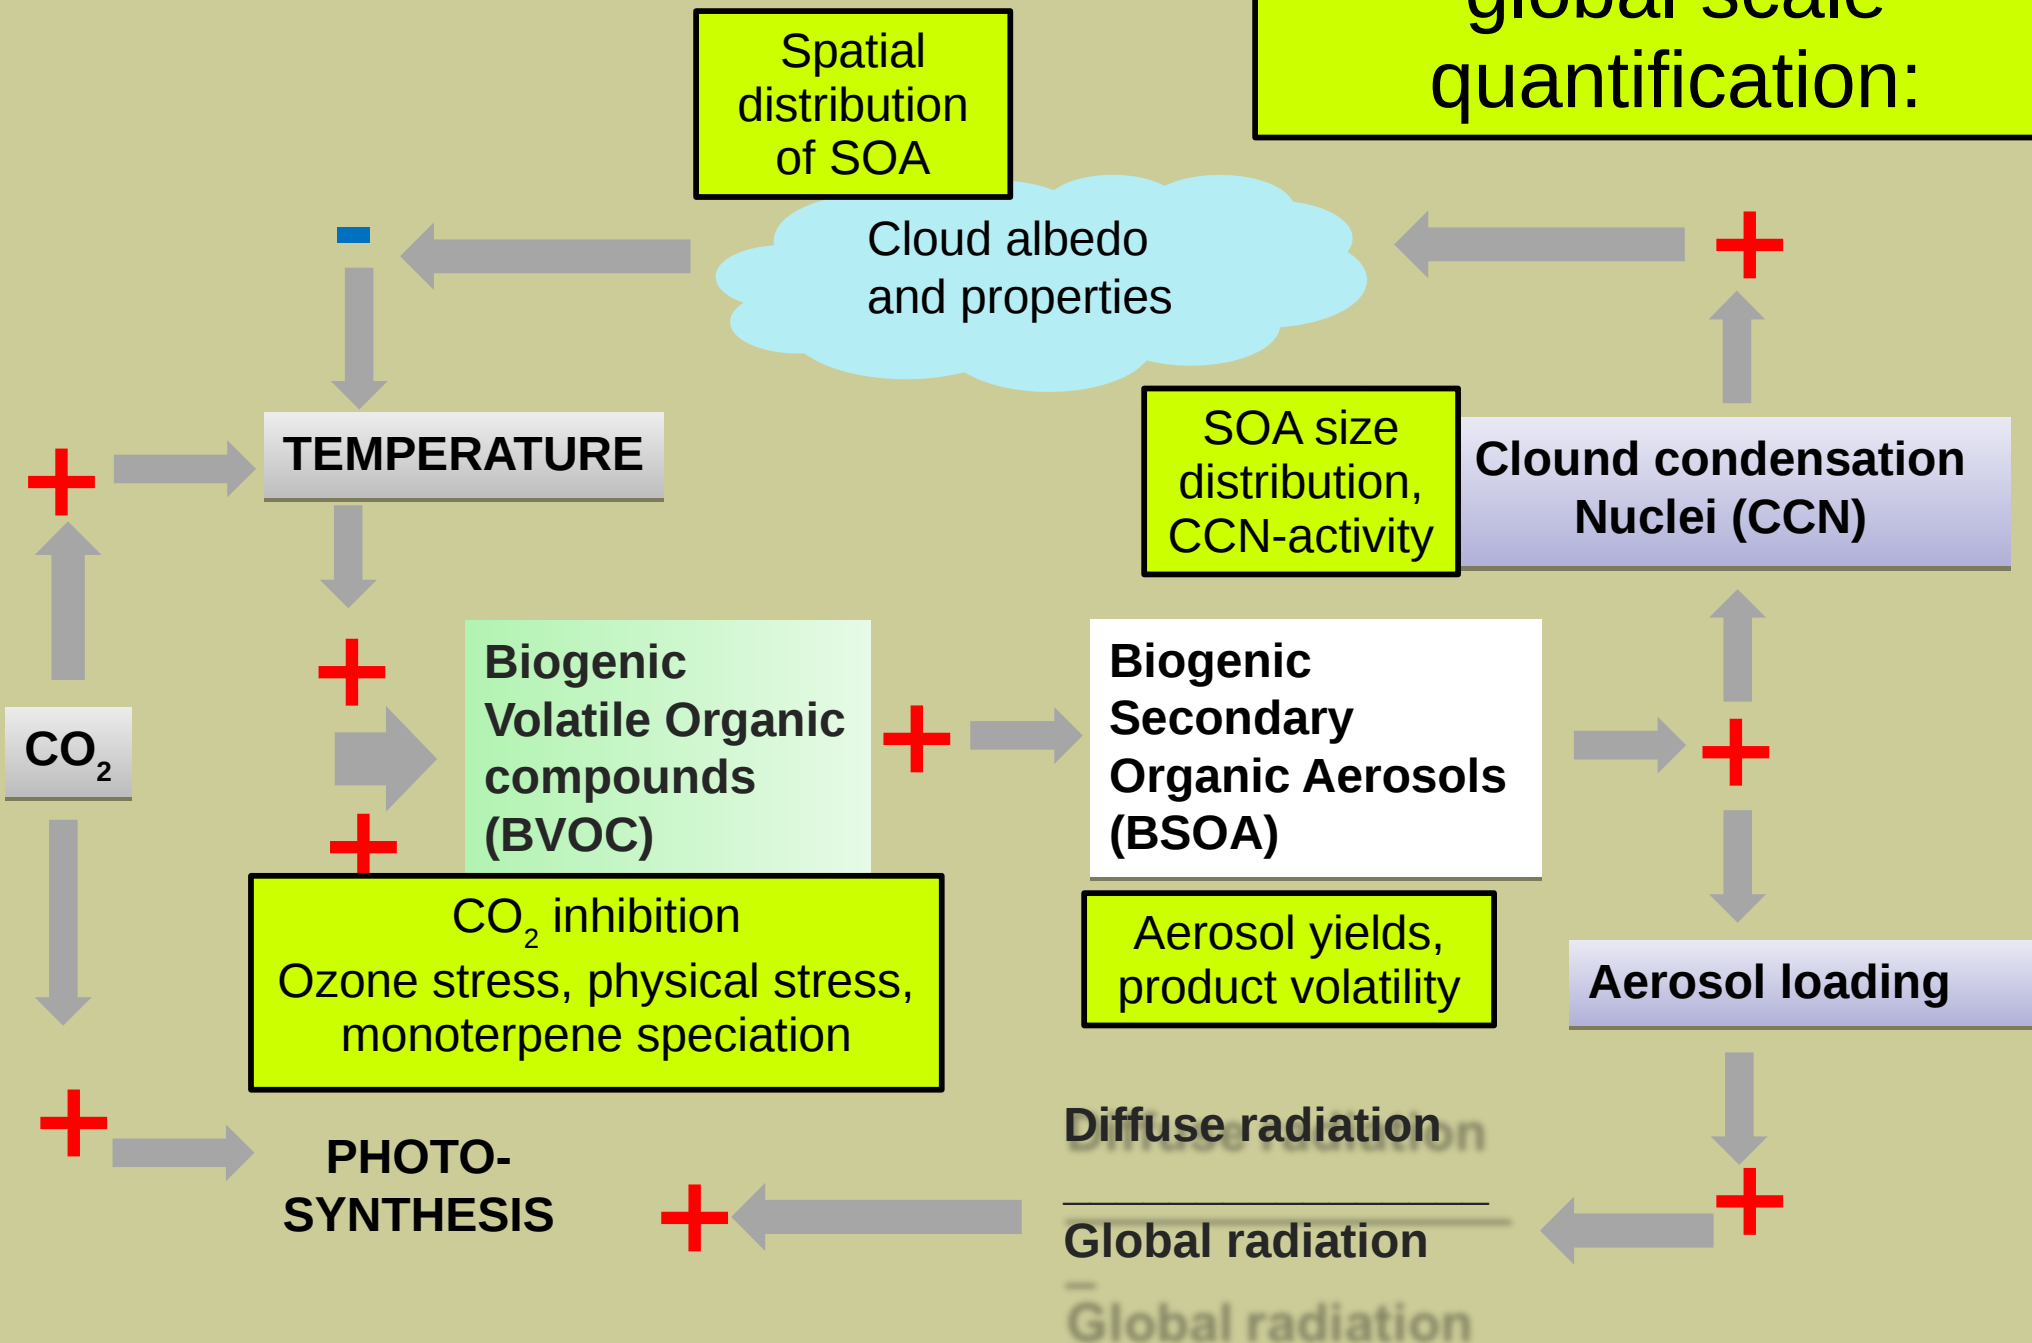 global scale
quantification:
Spatial
distribution
of SOA
Cloud albedo
and properties
TEMPERATURE
SOA size
distribution,
CCN-activity
Clound condensation
Nuclei (CCN)
CO2
Biogenic
Volatile Organic
compounds
(BVOC)
Biogenic
Secondary
Organic Aerosols
(BSOA)
CO2 inhibition
Ozone stress, physical stress,
monoterpene speciation
Aerosol yields,
product volatility
Aerosol loading
PHOTO-
SYNTHESIS
Diffuse radiation
Global radiation